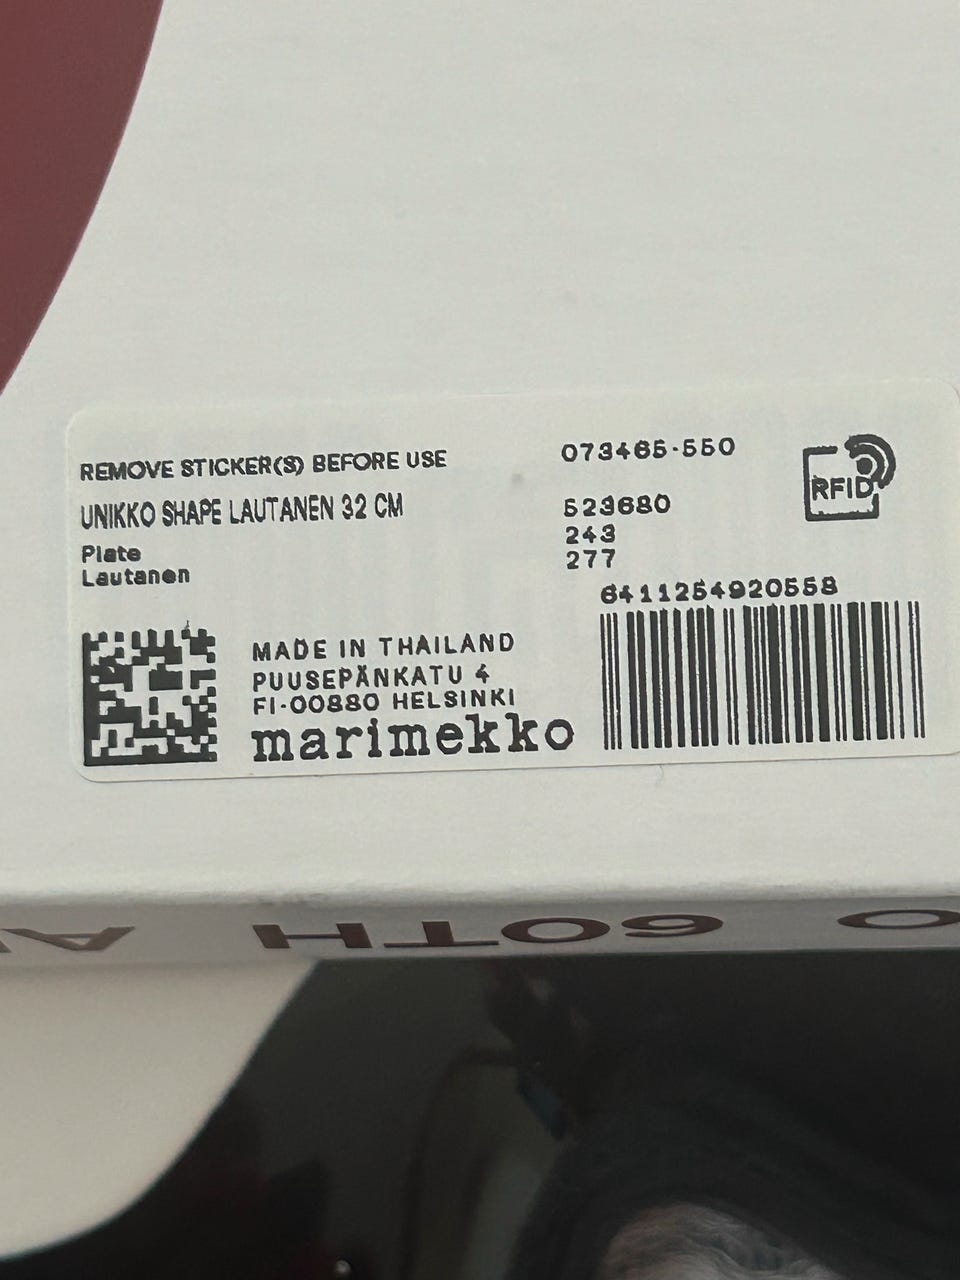 REMOVE STICKER(S) BEFORE USE
UNIKKO SHAPE LAUTANEN 32 CM
Plate
Lautanen
073465-550
523680
243
277
RFID
6411254920558
MADE IN THAILAND
PUUSEPÄNKATU 4
FI-00880 HELSINKI
marimekko
O 60TH A